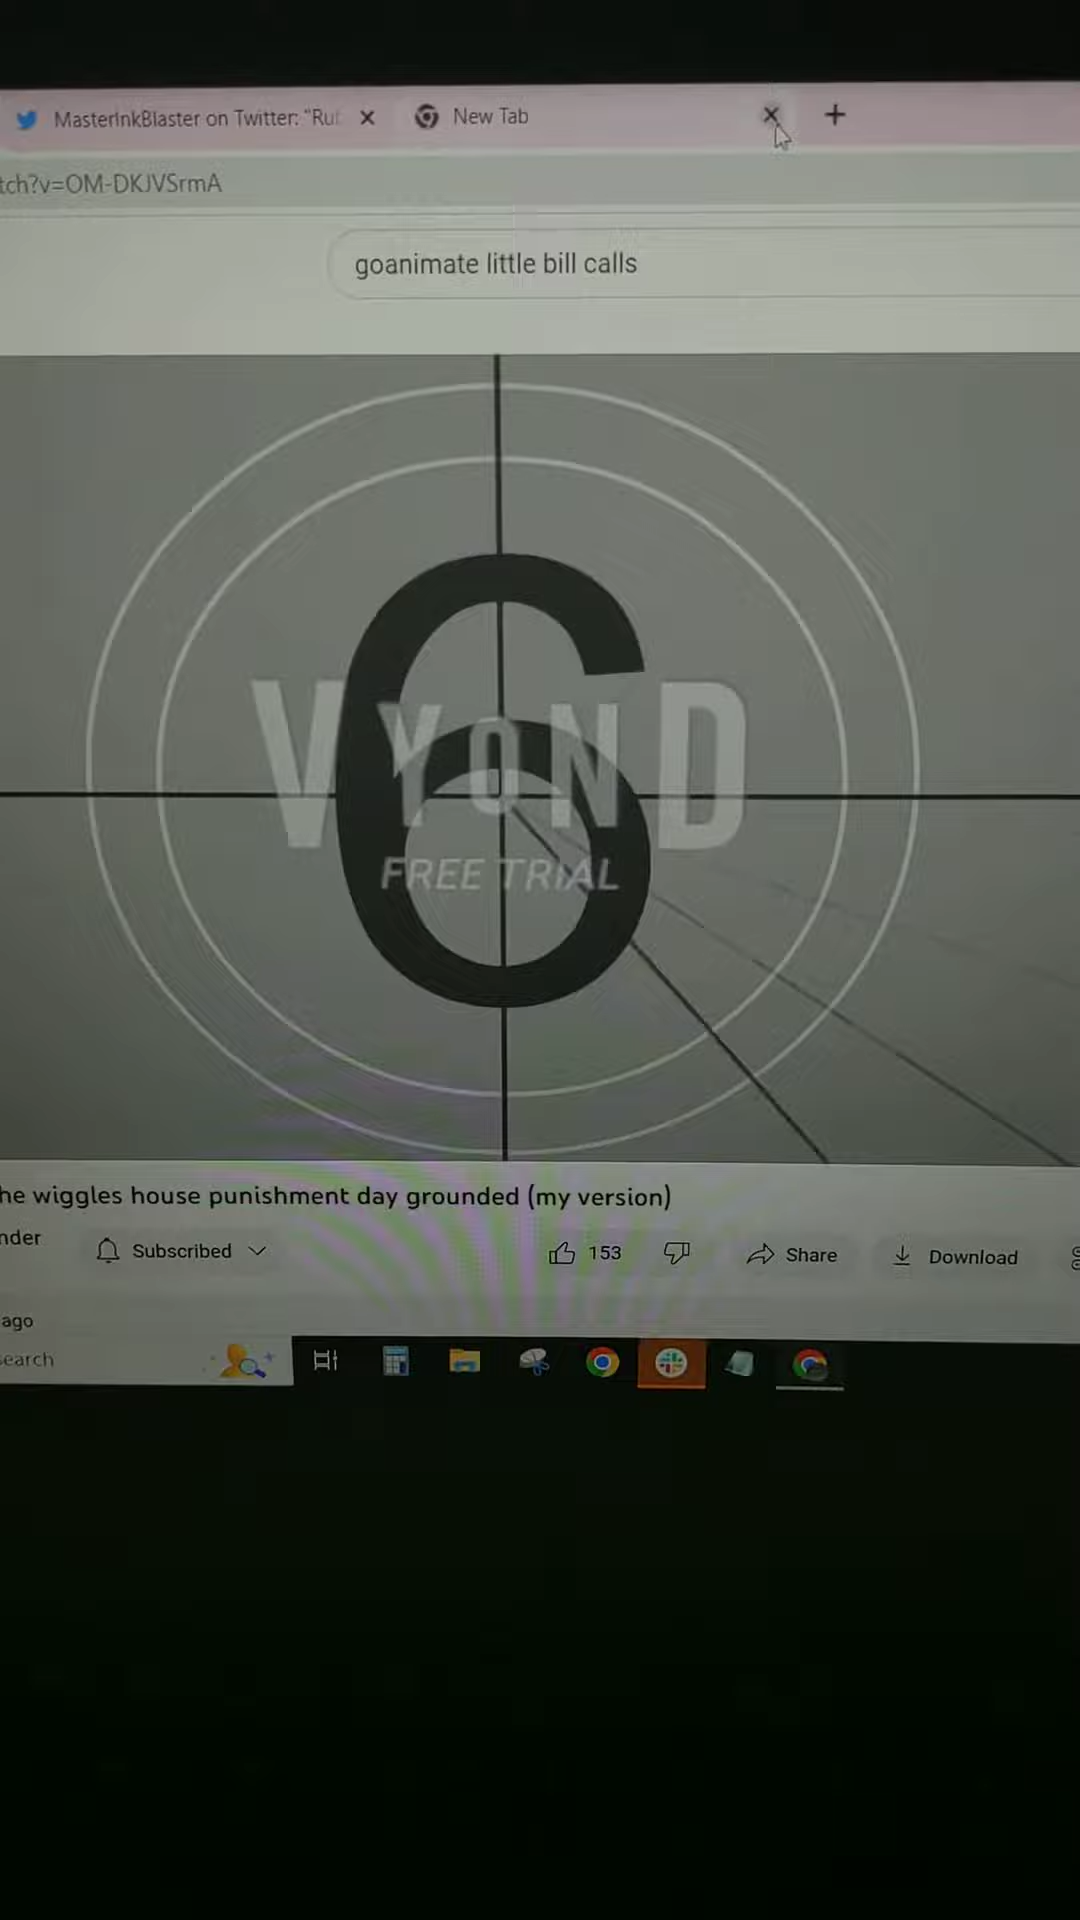 MasterInkBlaster on Twitter: "Ru
New Tab
tch?v=OM-DKJVSrmA
goanimate little bill calls
6
VYOND
FREE TRIAL
he wiggles house punishment day grounded (my version)
nder
Subscribed
153
Share
Download
ago
earch